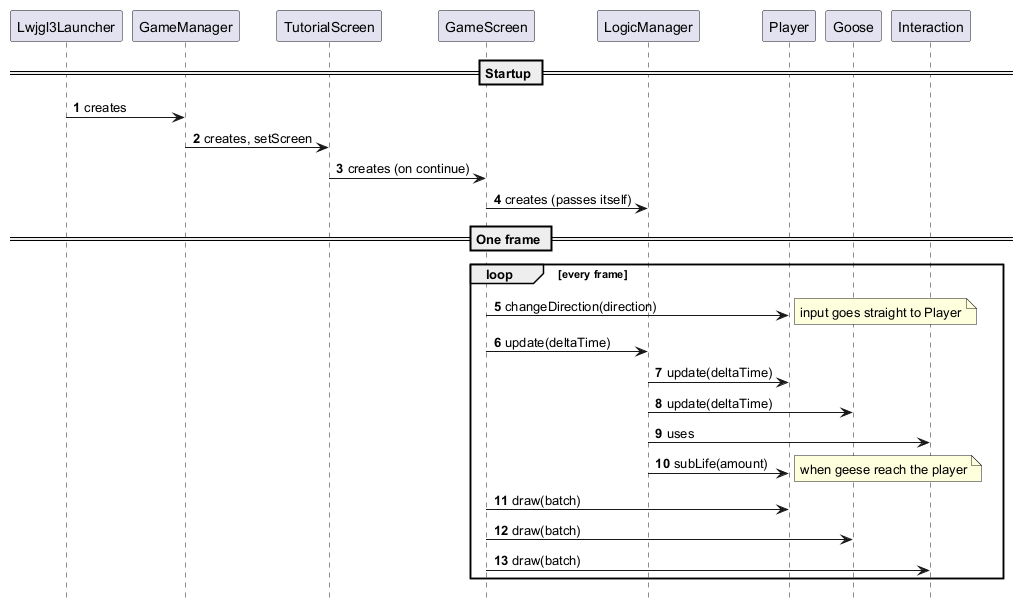 Lwjgl3Launcher GameManager TutorialScreen GameScreen LogicManager Player Goose Interaction
Startup
1 creates
2 creates, setScreen
3 creates (on continue)
4 creates (passes itself)
One frame
loop [every frame]
5 changeDirection(direction) input goes straight to Player
6 update(deltaTime)
7 update(deltaTime)
8 update(deltaTime)
9 uses
10 subLife(amount) when geese reach the player
11 draw(batch)
12 draw(batch)
13 draw(batch)